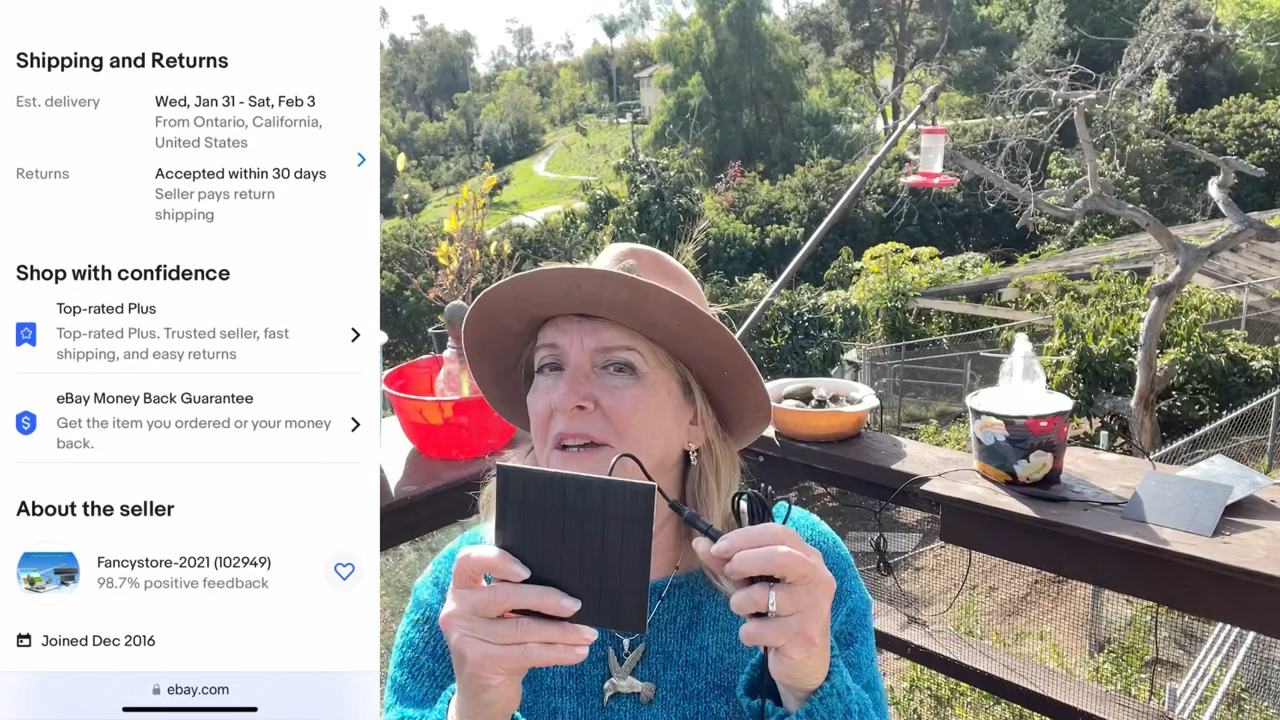 Shipping and Returns
Est. delivery
Wed, Jan 31 - Sat, Feb 3
From Ontario, California,
United States
Returns
Accepted within 30 days
Seller pays return
shipping
Shop with confidence
Top-rated Plus
Top-rated Plus. Trusted seller, fast
shipping, and easy returns
eBay Money Back Guarantee
Get the item you ordered or your money
back.
About the seller
Fancystore-2021 (102949)
98.7% positive feedback
Joined Dec 2016
ebay.com